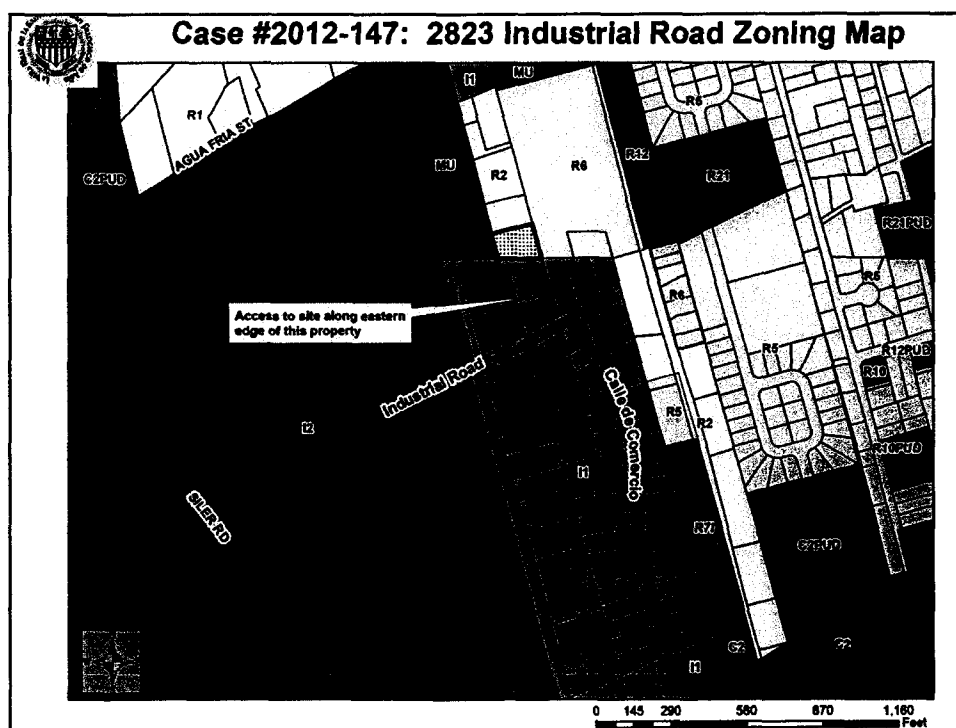 Case #2012-147: 2823 Industrial Road Zoning Map
I1
MU
R5
R1
AGUA FRIA ST
C2PUD
MU
R2
R6
R12
R21
R21PUD
R5
R6
Access to site along eastern
edge of this property
R5
R12PUD
R10
Industrial Road
Calle de Comercio
R5
R2
I2
R10PUD
I1
SILER RD
R7I
C2PUD
C2
C2
I1
0 145 290 580 870 1,160
Feet